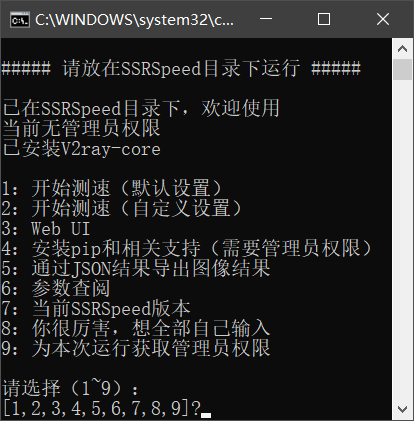 C:\WINDOWS\system32\c...
##### 请放在SSRSpeed目录下运行 #####
已在SSRSpeed目录下，欢迎使用
当前无管理员权限
已安装V2ray-core
1：开始测速（默认设置）
2：开始测速（自定义设置）
3：Web UI
4：安装pip和相关支持（需要管理员权限）
5：通过JSON结果导出图像结果
6：参数查阅
7：当前SSRSpeed版本
8：你很厉害，想全部自己输入
9：为本次运行获取管理员权限
请选择（1~9）：
[1,2,3,4,5,6,7,8,9]?